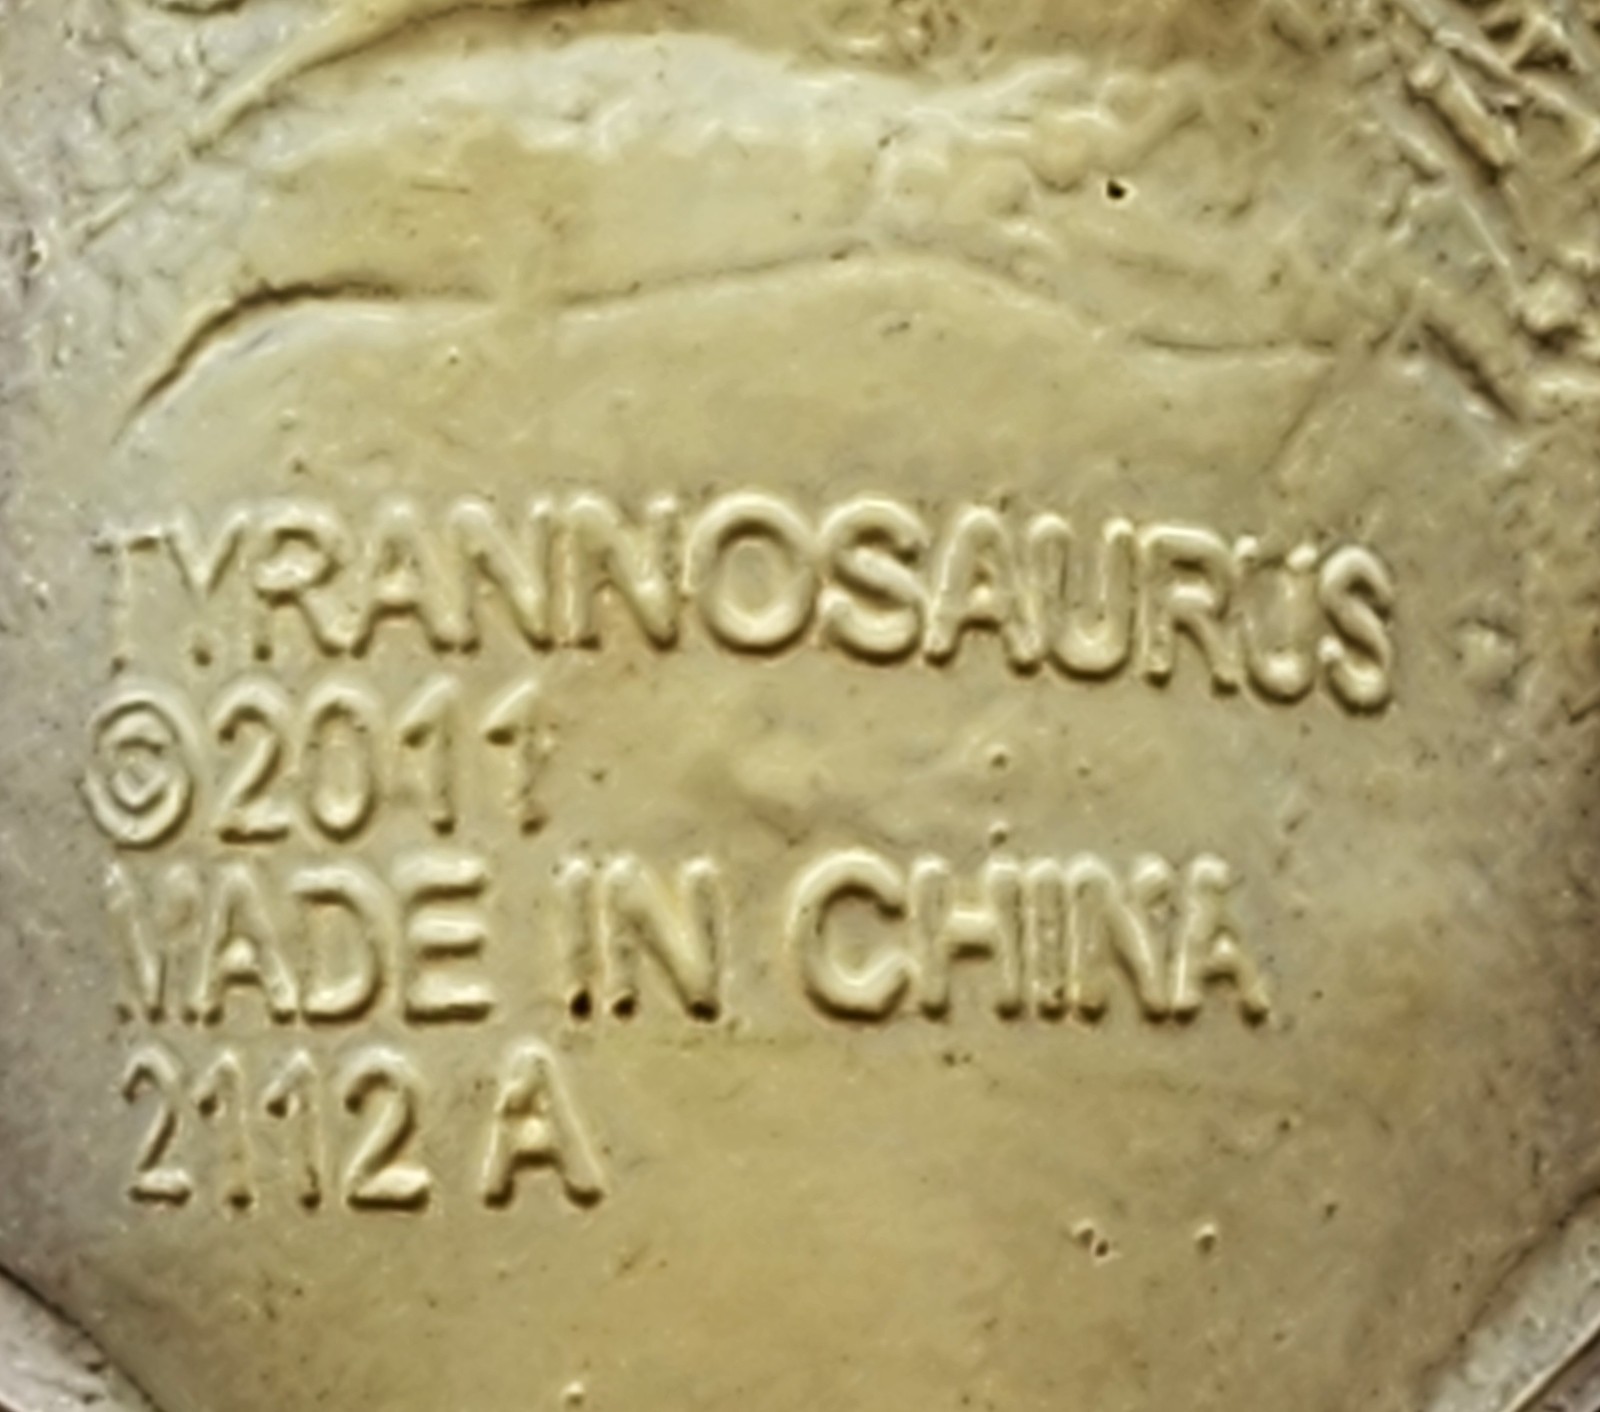 TYRANNOSAURUS
©2011
MADE IN CHINA
2112 A